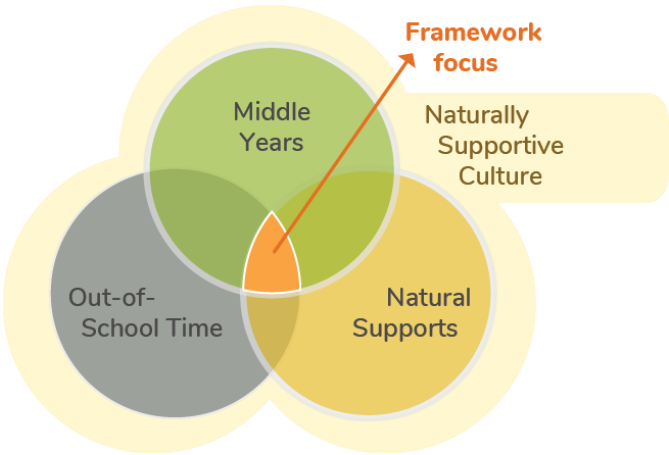 Framework
focus
Middle
Years
Naturally
Supportive
Culture
Out-of-
School Time
Natural
Supports